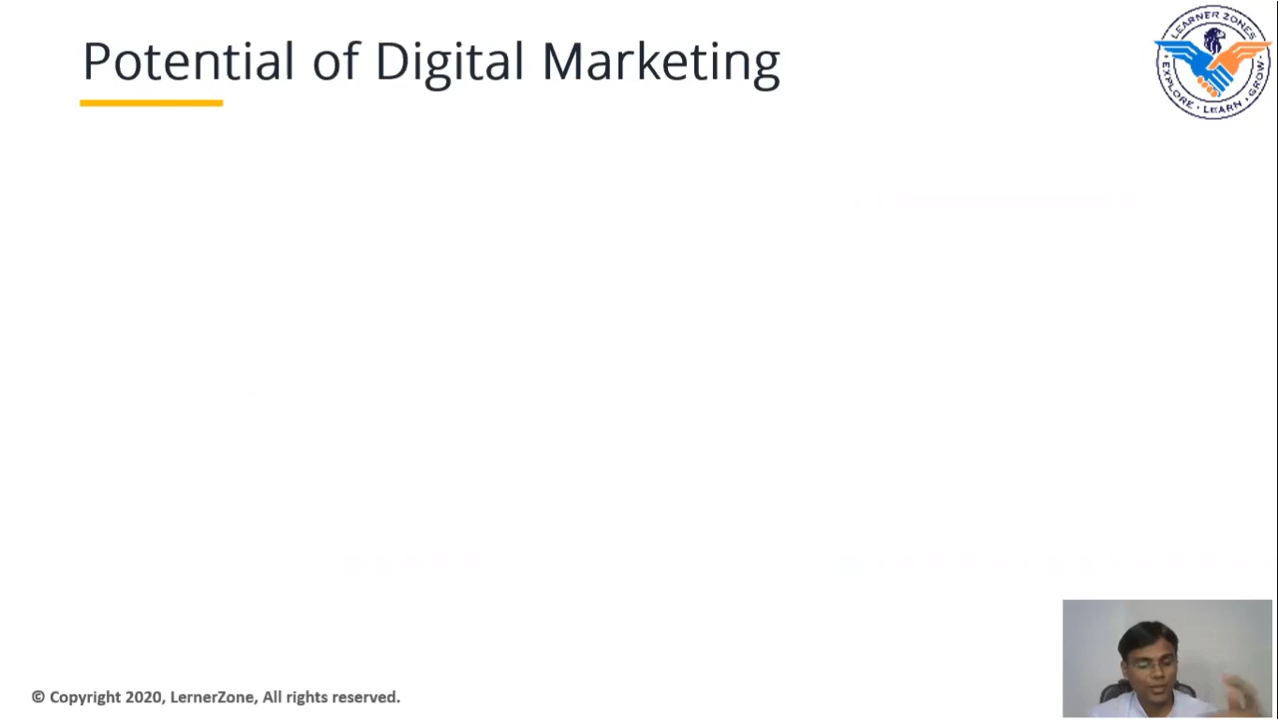 Potential of Digital Marketing
LEARNER ZONES
EXPLORE · LEARN · GROW
© Copyright 2020, LernerZone, All rights reserved.